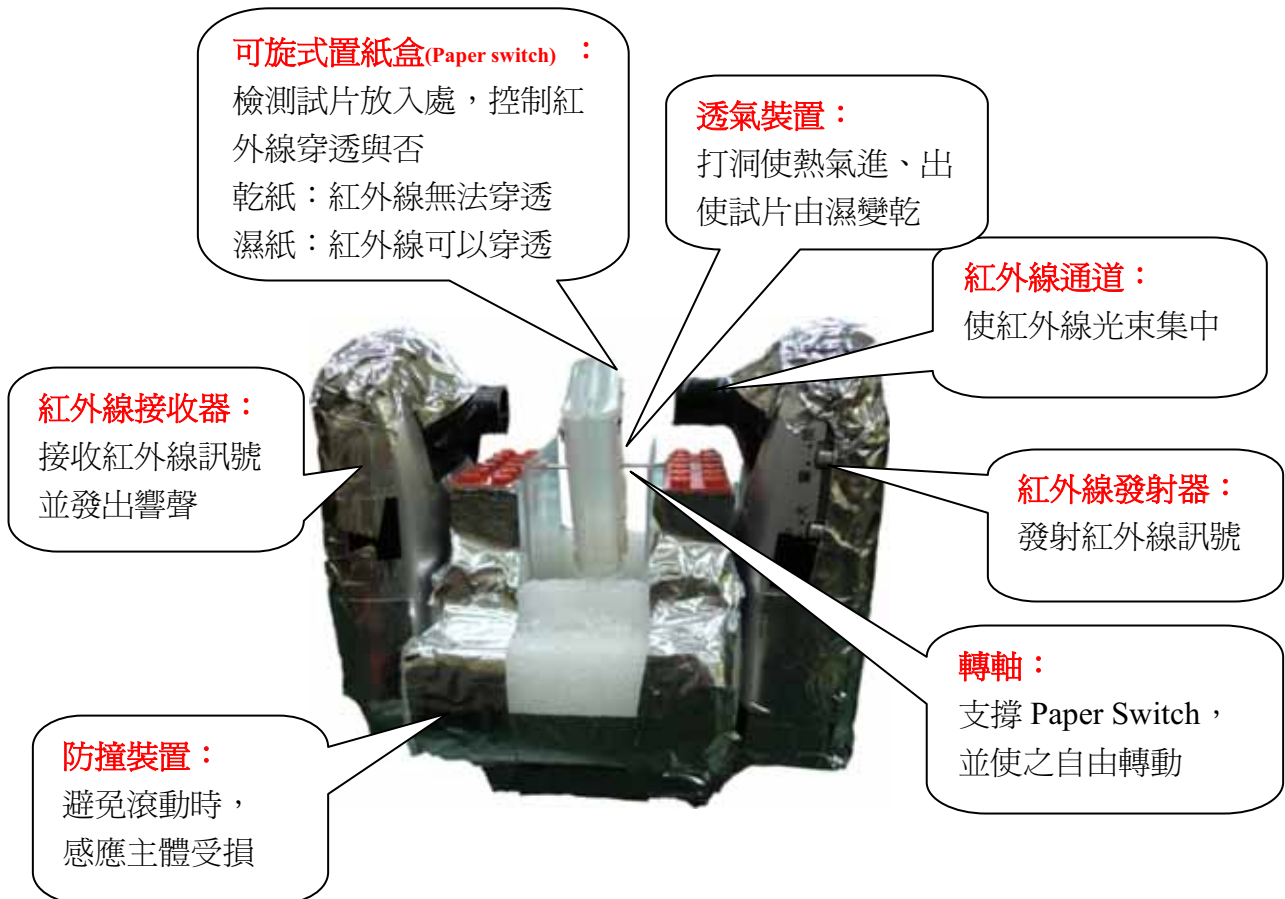 可旋式置紙盒(Paper switch) ：
檢測試片放入處，控制紅
外線穿透與否
乾紙：紅外線無法穿透
濕紙：紅外線可以穿透
透氣裝置：
打洞使熱氣進、出
使試片由濕變乾
紅外線通道：
使紅外線光束集中
紅外線接收器：
接收紅外線訊號
並發出響聲
紅外線發射器：
發射紅外線訊號
轉軸：
支撐 Paper Switch，
並使之自由轉動
防撞裝置：
避免滾動時，
感應主體受損